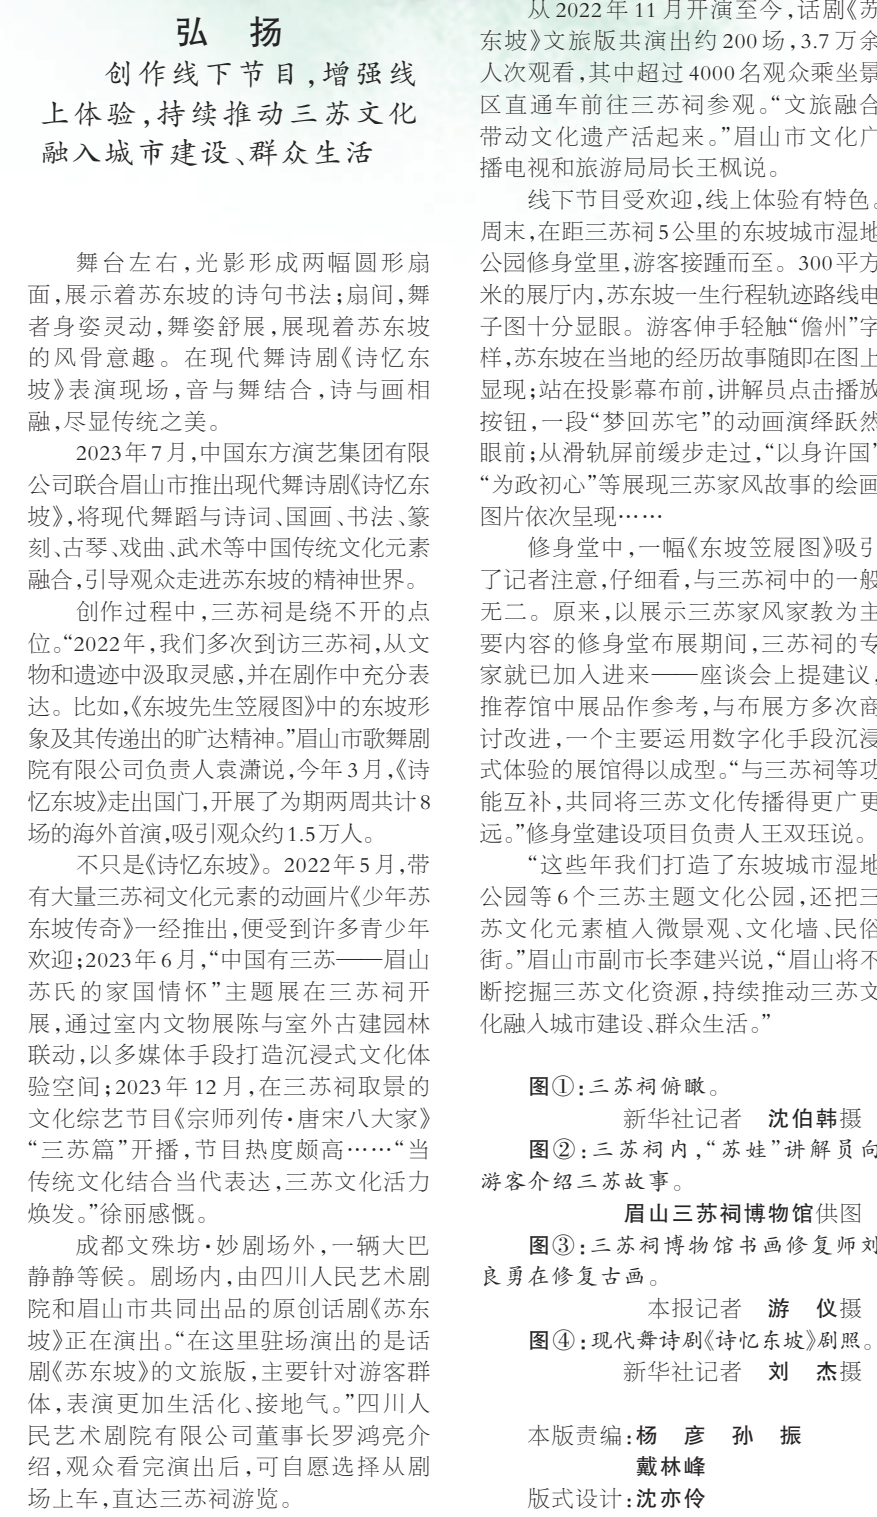 弘　扬
创作线下节目,增强线
上体验,持续推动三苏文化
融入城市建设、群众生活
舞台左右,光影形成两幅圆形扇
面,展示着苏东坡的诗句书法;扇间,舞
者身姿灵动,舞姿舒展,展现着苏东坡
的风骨意趣。在现代舞诗剧《诗忆东
坡》表演现场,音与舞结合,诗与画相
融,尽显传统之美。
2023年7月,中国东方演艺集团有限
公司联合眉山市推出现代舞诗剧《诗忆东
坡》,将现代舞蹈与诗词、国画、书法、篆
刻、古琴、戏曲、武术等中国传统文化元素
融合,引导观众走进苏东坡的精神世界。
创作过程中,三苏祠是绕不开的点
位。“2022年,我们多次到访三苏祠,从文
物和遗迹中汲取灵感,并在剧作中充分表
达。比如,《东坡先生笠屐图》中的东坡形
象及其传递出的旷达精神。”眉山市歌舞剧
院有限公司负责人袁潇说,今年3月,《诗
忆东坡》走出国门,开展了为期两周共计8
场的海外首演,吸引观众约1.5万人。
不只是《诗忆东坡》。2022年5月,带
有大量三苏祠文化元素的动画片《少年苏
东坡传奇》一经推出,便受到许多青少年
欢迎;2023年6月,“中国有三苏——眉山
苏氏的家国情怀”主题展在三苏祠开
展,通过室内文物展陈与室外古建园林
联动,以多媒体手段打造沉浸式文化体
验空间;2023年12月,在三苏祠取景的
文化综艺节目《宗师列传·唐宋八大家》
“三苏篇”开播,节目热度颇高……“当
传统文化结合当代表达,三苏文化活力
焕发。”徐丽感慨。
成都文殊坊·妙剧场外,一辆大巴
静静等候。剧场内,由四川人民艺术剧
院和眉山市共同出品的原创话剧《苏东
坡》正在演出。“在这里驻场演出的是话
剧《苏东坡》的文旅版,主要针对游客群
体,表演更加生活化、接地气。”四川人
民艺术剧院有限公司董事长罗鸿亮介
绍,观众看完演出后,可自愿选择从剧
场上车,直达三苏祠游览。
从2022年11月开演至今,话剧《苏
东坡》文旅版共演出约200场,3.7万余
人次观看,其中超过4000名观众乘坐景
区直通车前往三苏祠参观。“文旅融合
带动文化遗产活起来。”眉山市文化广
播电视和旅游局局长王枫说。
线下节目受欢迎,线上体验有特色。
周末,在距三苏祠5公里的东坡城市湿地
公园修身堂里,游客接踵而至。300平方
米的展厅内,苏东坡一生行程轨迹路线电
子图十分显眼。游客伸手轻触“儋州”字
样,苏东坡在当地的经历故事随即在图上
显现;站在投影幕布前,讲解员点击播放
按钮,一段“梦回苏宅”的动画演绎跃然
眼前;从滑轨屏前缓步走过,“以身许国”
“为政初心”等展现三苏家风故事的绘画
图片依次呈现……
修身堂中,一幅《东坡笠屐图》吸引
了记者注意,仔细看,与三苏祠中的一般
无二。原来,以展示三苏家风家教为主
要内容的修身堂布展期间,三苏祠的专
家就已加入进来——座谈会上提建议,
推荐馆中展品作参考,与布展方多次商
讨改进,一个主要运用数字化手段沉浸
式体验的展馆得以成型。“与三苏祠等功
能互补,共同将三苏文化传播得更广更
远。”修身堂建设项目负责人王双珏说。
“这些年我们打造了东坡城市湿地
公园等6个三苏主题文化公园,还把三
苏文化元素植入微景观、文化墙、民俗
街。”眉山市副市长李建兴说,“眉山将不
断挖掘三苏文化资源,持续推动三苏文
化融入城市建设、群众生活。”
图①:三苏祠俯瞰。
新华社记者　沈伯韩摄
图②:三苏祠内,“苏娃”讲解员向
游客介绍三苏故事。
眉山三苏祠博物馆供图
图③:三苏祠博物馆书画修复师刘
良勇在修复古画。
本报记者　游　仪摄
图④:现代舞诗剧《诗忆东坡》剧照。
新华社记者　刘　杰摄
本版责编:杨　彦　孙　振
戴林峰
版式设计:沈亦伶